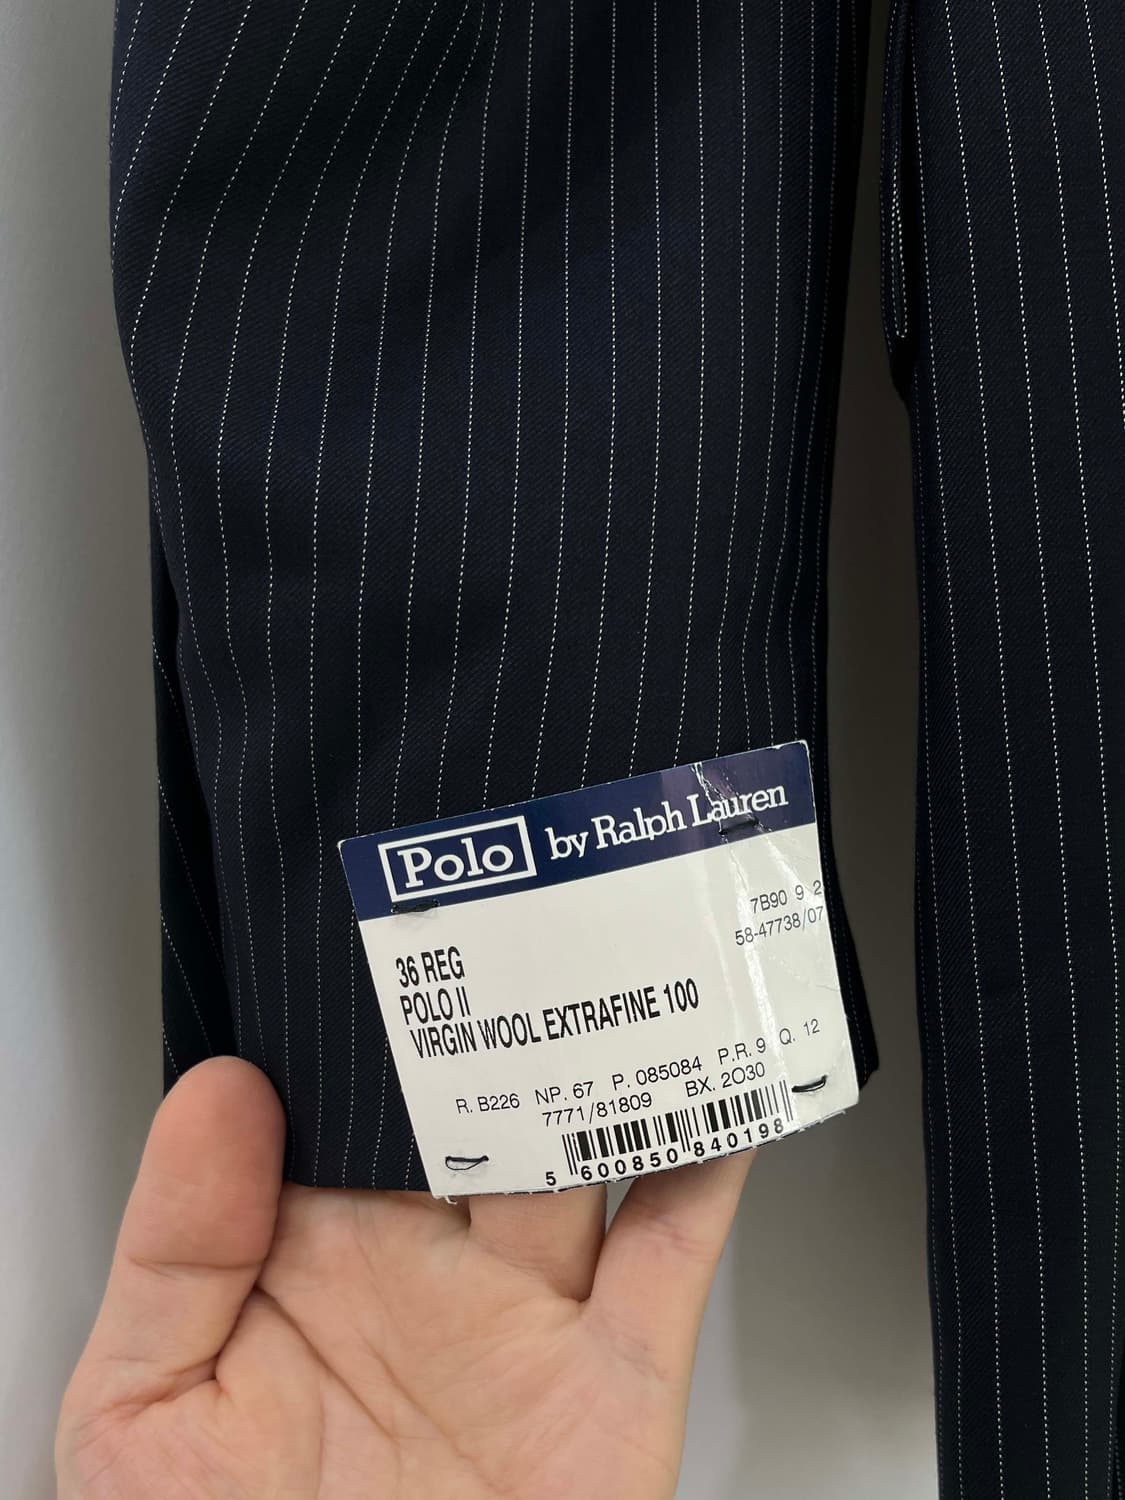 Polo by Ralph Lauren
7B90 9 2
58-47738/07
36 REG
POLO II
VIRGIN WOOL EXTRAFINE 100
R. B226 NP. 67 P. 085084 P.R. 9 Q. 12
7771/81809 BX. 2O30
5 600850 840198